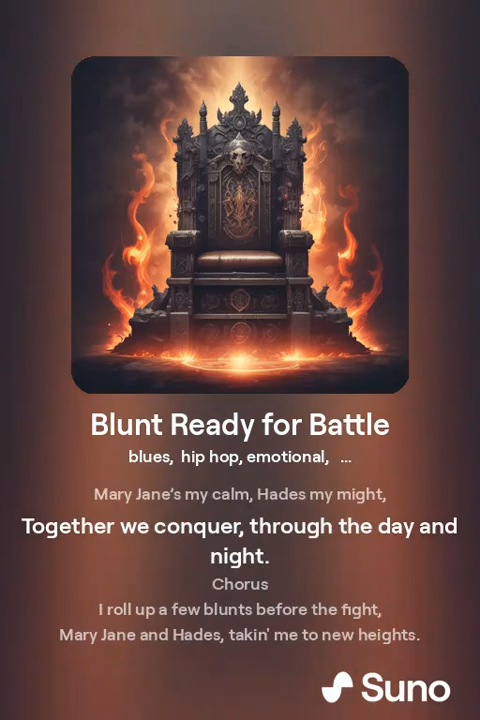 Blunt Ready for Battle
blues, hip hop, emotional, ...
Mary Jane’s my calm, Hades my might,
Together we conquer, through the day and
night.
Chorus
I roll up a few blunts before the fight,
Mary Jane and Hades, takin' me to new heights.
Suno